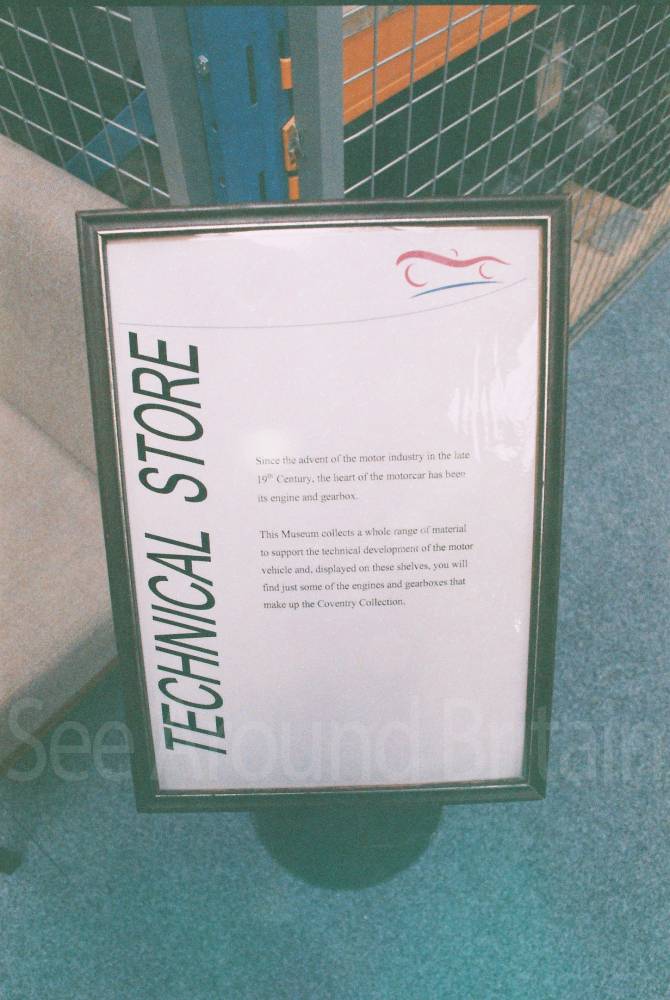 TECHNICAL STORE
Since the advent of the motor industry in the late
19th Century, the heart of the motorcar has been
its engine and gearbox.
This Museum collects a whole range of material
to support the technical development of the motor
vehicle and, displayed on these shelves, you will
find just some of the engines and gearboxes that
make up the Coventry Collection.
See Around Britain